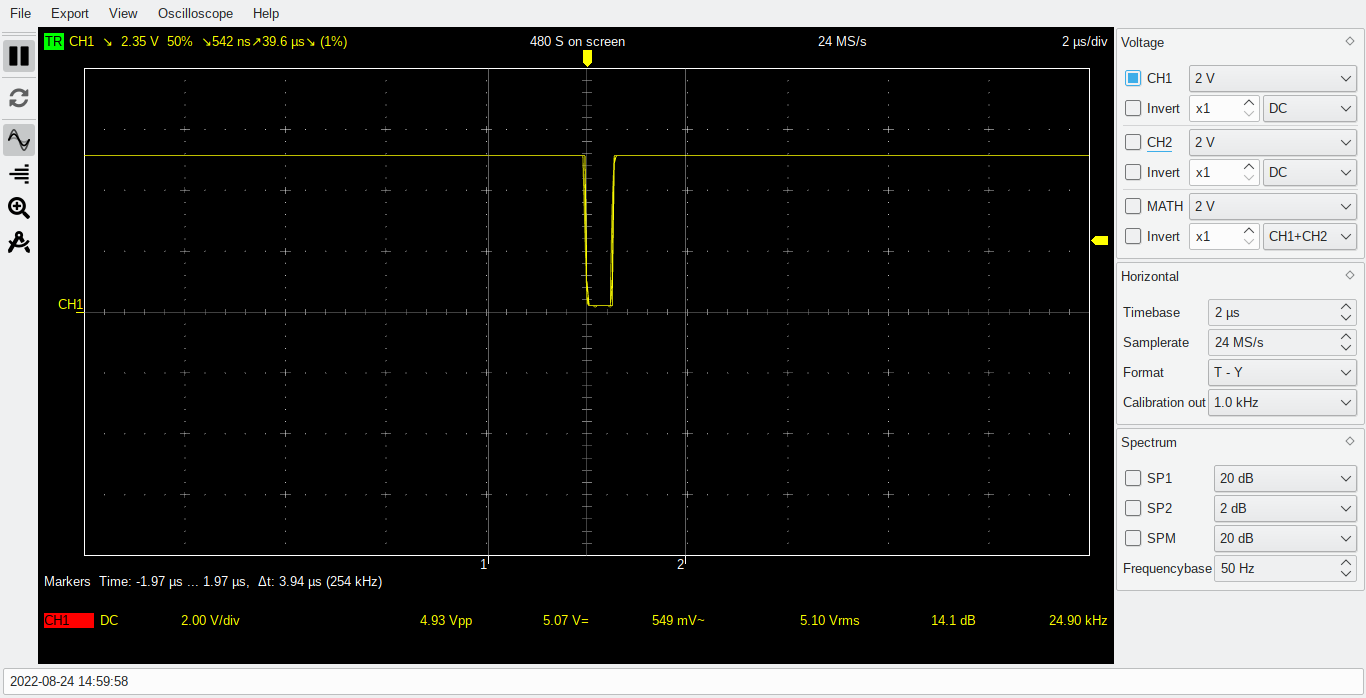 File Export View Oscilloscope Help
TR CH1 ↘ 2.35 V 50% ↘542 ns↗39.6 µs↘ (1%) 480 S on screen 24 MS/s 2 µs/div
CH1
1 2
Markers Time: -1.97 µs ... 1.97 µs, Δt: 3.94 µs (254 kHz)
CH1 DC 2.00 V/div 4.93 Vpp 5.07 V= 549 mV~ 5.10 Vrms 14.1 dB 24.90 kHz
Voltage
CH1 2 V
Invert x1 DC
CH2 2 V
Invert x1 DC
MATH 2 V
Invert x1 CH1+CH2
Horizontal
Timebase 2 µs
Samplerate 24 MS/s
Format T - Y
Calibration out 1.0 kHz
Spectrum
SP1 20 dB
SP2 2 dB
SPM 20 dB
Frequencybase 50 Hz
2022-08-24 14:59:58